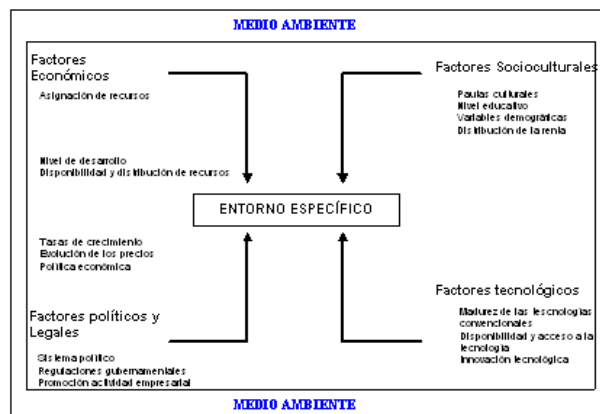 MEDIO AMBIENTE
Factores
Económicos
Asignación de recursos
Nivel de desarrollo
Disponibilidad y distribución de recursos
Factores Socioculturales
Pautas culturales
Nivel educativo
Variables demográficas
Distribución de la renta
ENTORNO ESPECÍFICO
Tasas de crecimiento
Evolución de los precios
Política económica
Factores políticos y
Legales
Sistema político
Regulaciones gubernamentales
Promoción actividad empresarial
Factores tecnológicos
Madurez de las tescnologías
convencionales
Disponibilidad y acceso a la
tecnología
Innovación tecnológica
MEDIO AMBIENTE